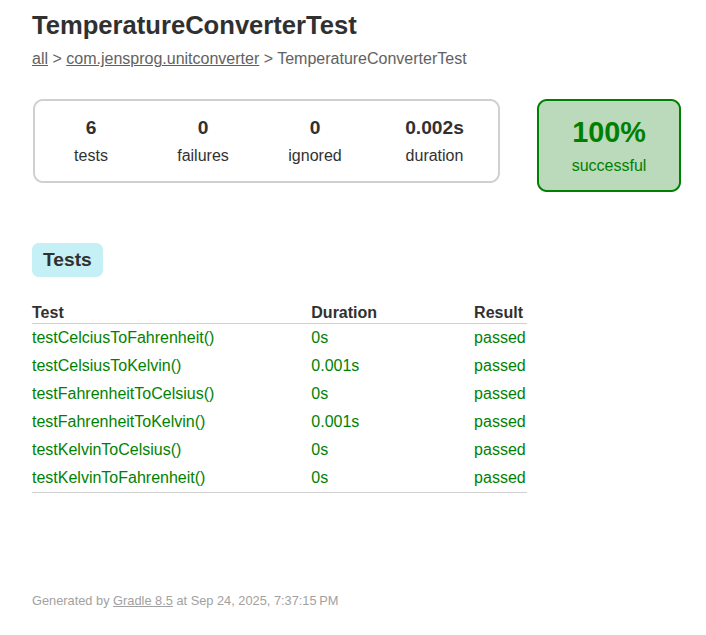 TemperatureConverterTest
all > com.jensprog.unitconverter > TemperatureConverterTest
6 0 0 0.002s
tests failures ignored duration
100%
successful
Tests
Test Duration Result
testCelciusToFahrenheit() 0s passed
testCelsiusToKelvin() 0.001s passed
testFahrenheitToCelsius() 0s passed
testFahrenheitToKelvin() 0.001s passed
testKelvinToCelsius() 0s passed
testKelvinToFahrenheit() 0s passed
Generated by Gradle 8.5 at Sep 24, 2025, 7:37:15 PM